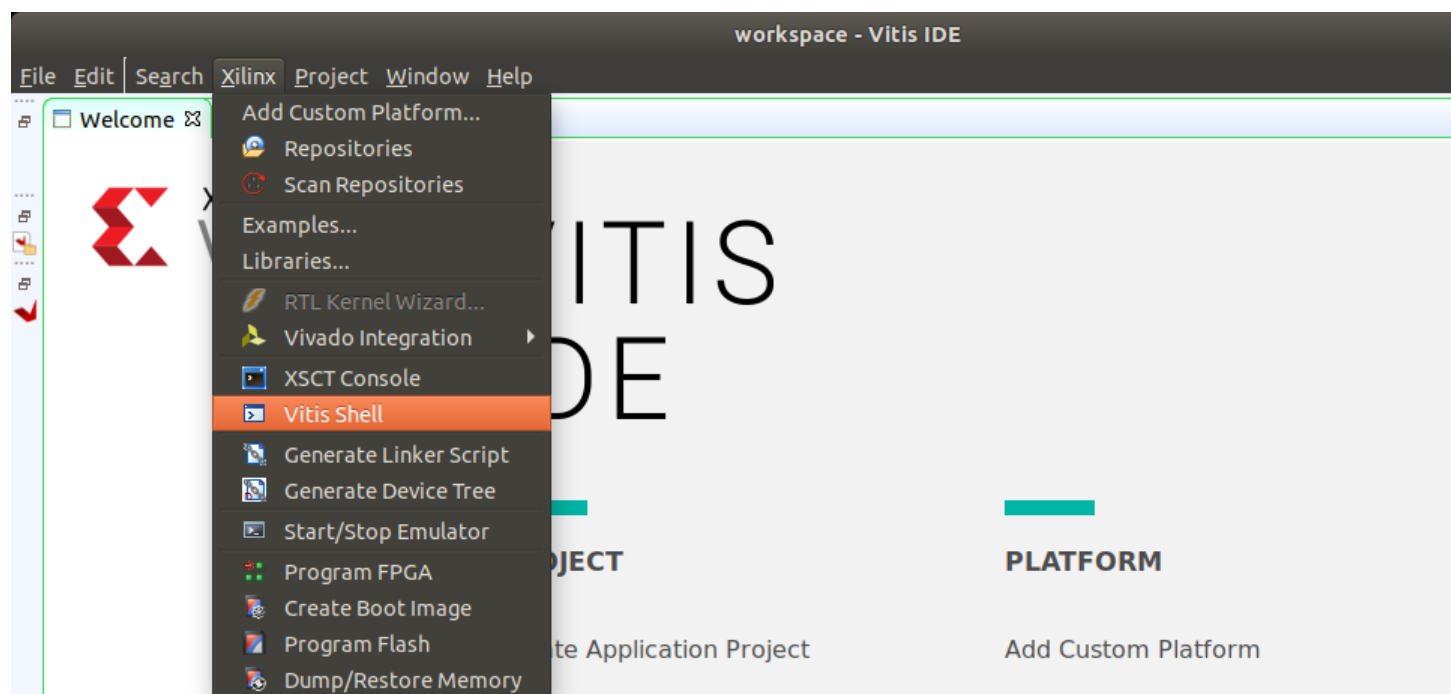 workspace - Vitis IDE
File Edit Search Xilinx Project Window Help
Welcome
Add Custom Platform...
Repositories
Scan Repositories
Examples...
Libraries...
RTL Kernel Wizard...
Vivado Integration
XSCT Console
Vitis Shell
Generate Linker Script
Generate Device Tree
Start/Stop Emulator
Program FPGA
Create Boot Image
Program Flash
Dump/Restore Memory
ITIS
DE
JECT
te Application Project
PLATFORM
Add Custom Platform